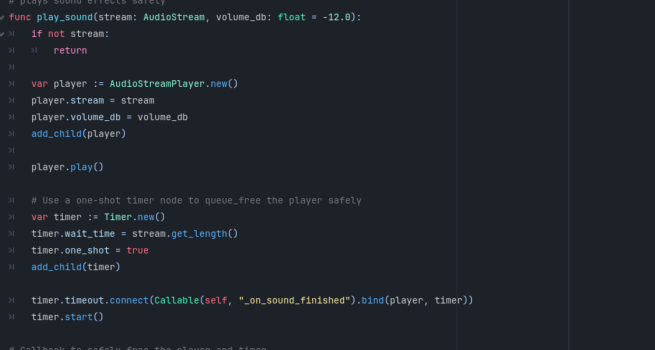 # plays sound effects safely
func play_sound(stream: AudioStream, volume_db: float = -12.0):
if not stream:
return
var player := AudioStreamPlayer.new()
player.stream = stream
player.volume_db = volume_db
add_child(player)
player.play()
# Use a one-shot timer node to queue_free the player safely
var timer := Timer.new()
timer.wait_time = stream.get_length()
timer.one_shot = true
add_child(timer)
timer.timeout.connect(Callable(self, "_on_sound_finished").bind(player, timer))
timer.start()
# Callback to safely free the player and timer